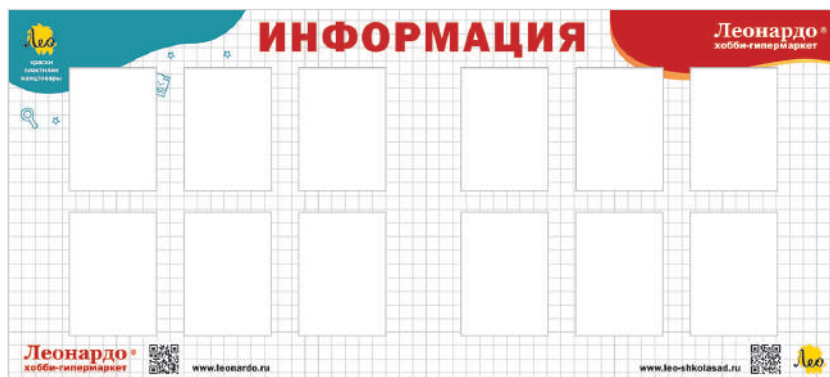 Лео
краски
пластилин
канцтовары
ИНФОРМАЦИЯ
Леонардо®
хобби-гипермаркет
Леонардо®
хобби-гипермаркет
www.leonardo.ru
www.leo-shkolasad.ru
Лео